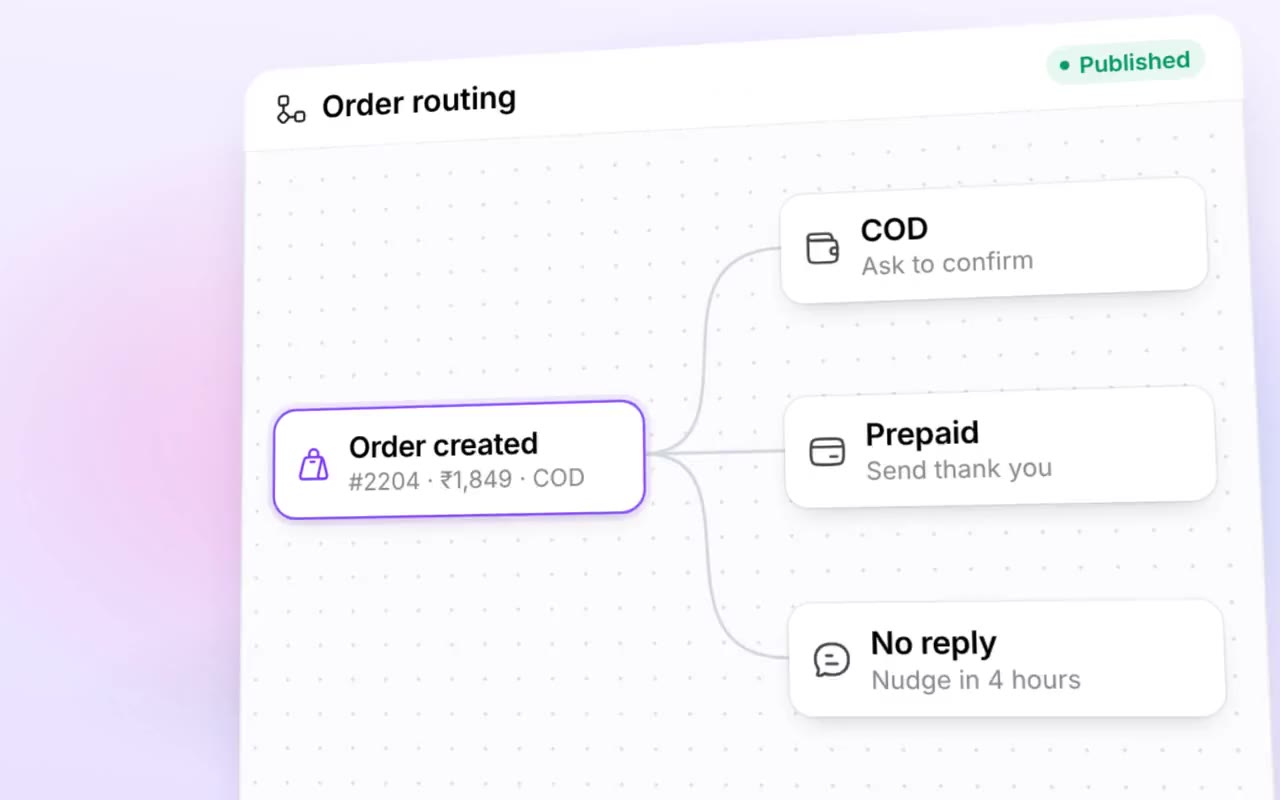 Order routing
Published
COD
Ask to confirm
Order created
#2204 · ₹1,849 · COD
Prepaid
Send thank you
No reply
Nudge in 4 hours